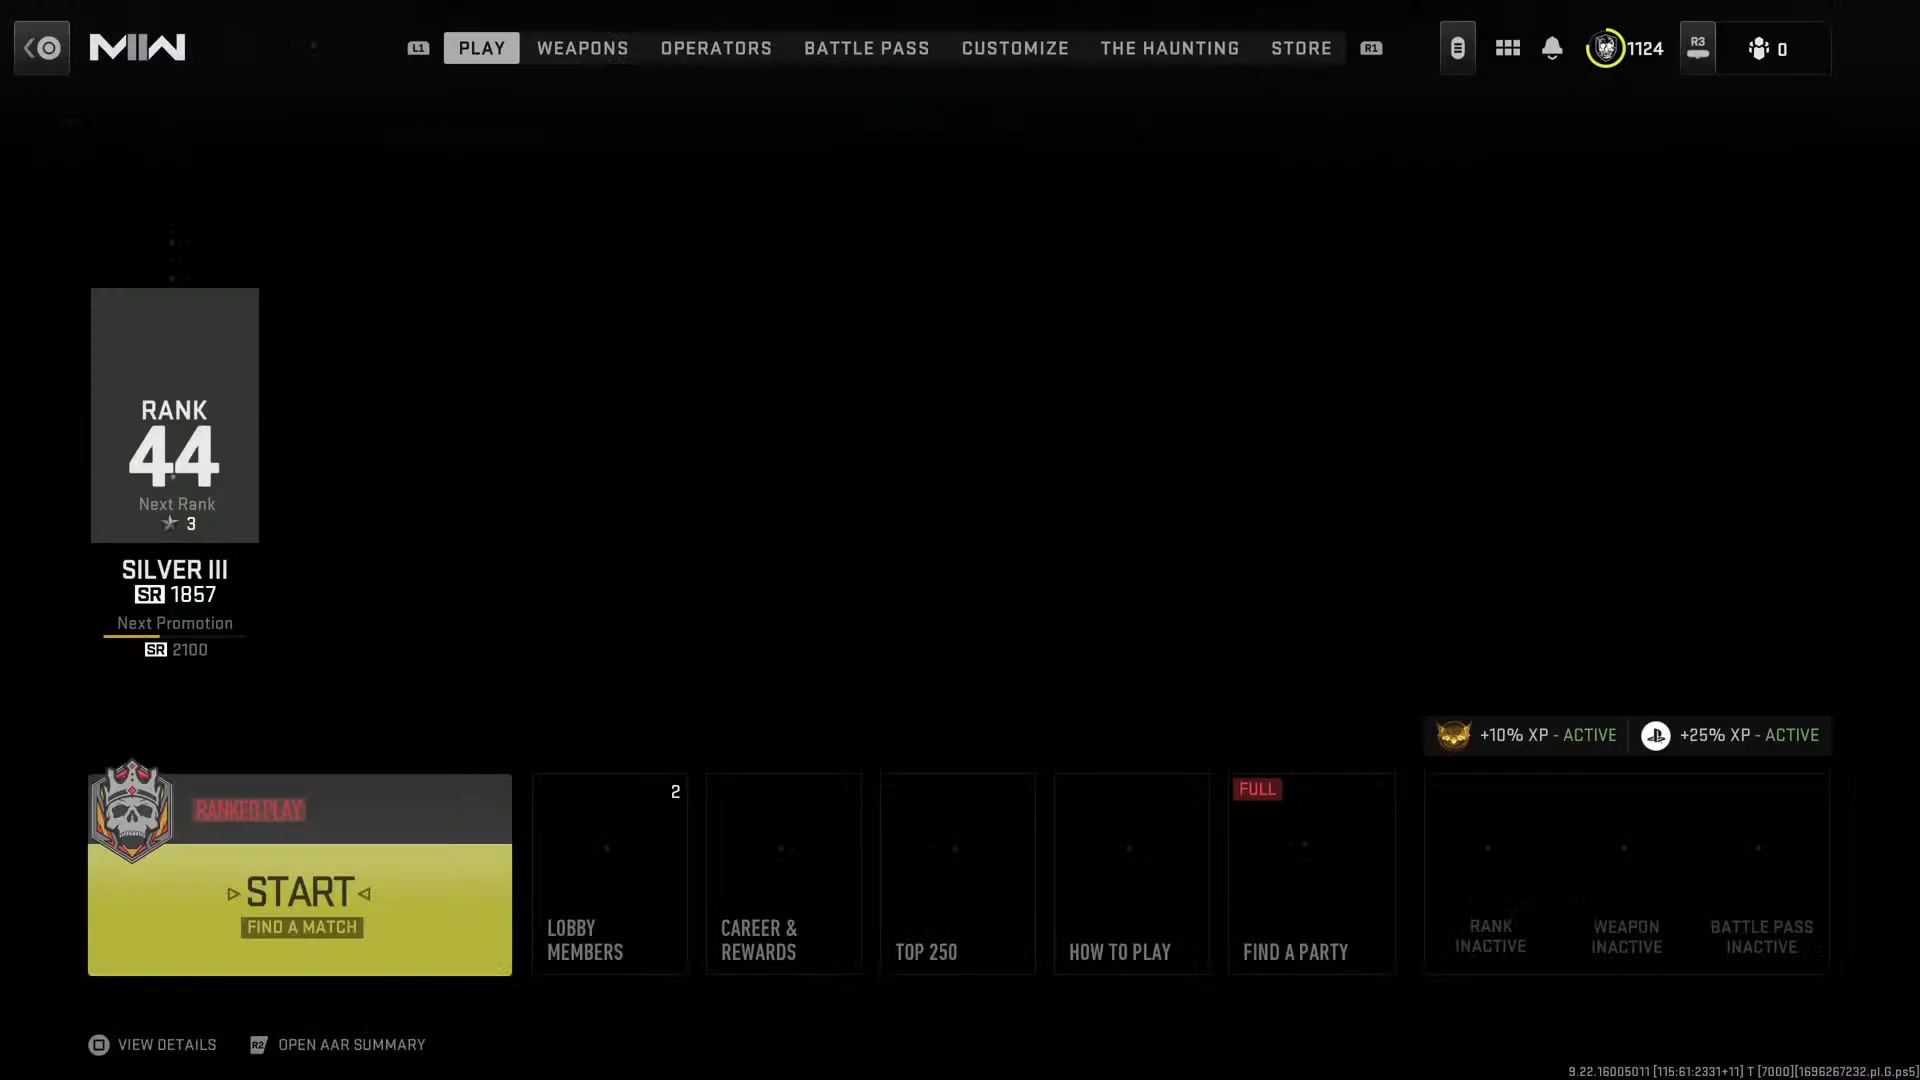 MW
L1
PLAY
WEAPONS
OPERATORS
BATTLE PASS
CUSTOMIZE
THE HAUNTING
STORE
R1
1124
R3
0
RANK
44
Next Rank
3
SILVER III
SR 1857
Next Promotion
SR 2100
+10% XP - ACTIVE
+25% XP - ACTIVE
RANKED PLAY
START
FIND A MATCH
2
LOBBY
MEMBERS
CAREER &
REWARDS
TOP 250
HOW TO PLAY
FULL
FIND A PARTY
RANK
INACTIVE
WEAPON
INACTIVE
BATTLE PASS
INACTIVE
VIEW DETAILS
R2 OPEN AAR SUMMARY
9.22.16005011 [115:61:2331+11] T [7000][1696267232.pl.G.ps5]